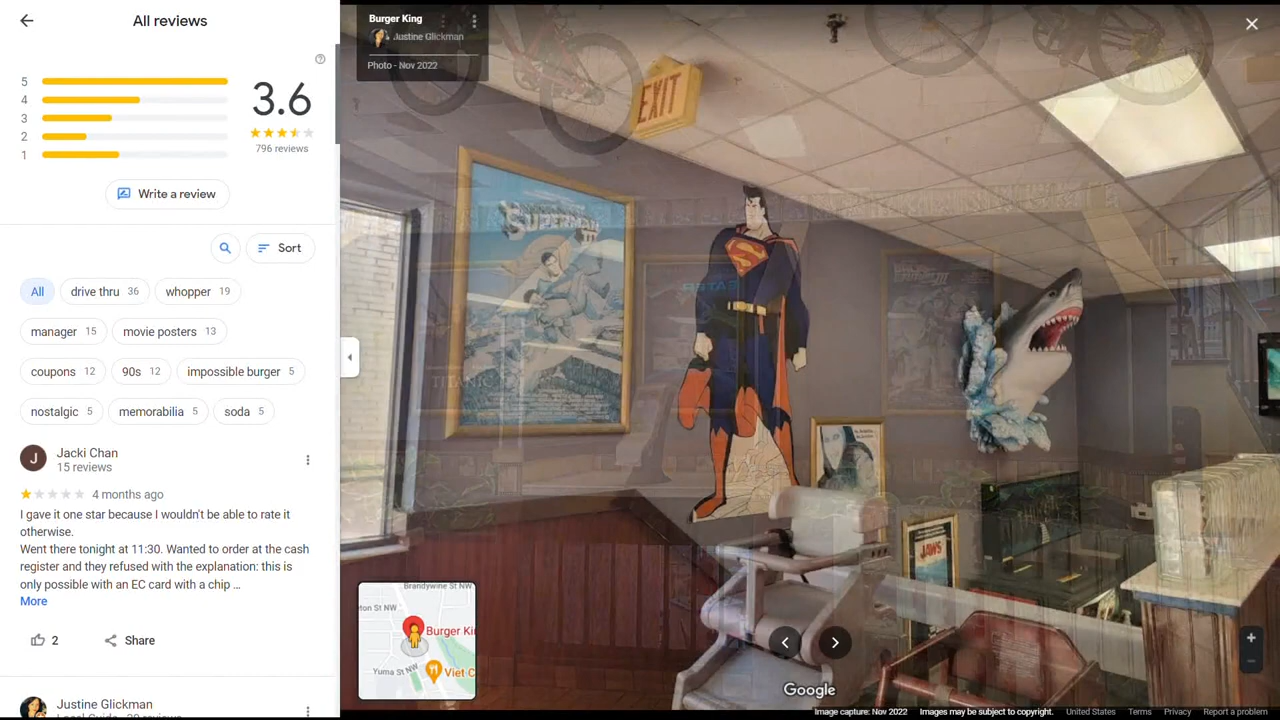 All reviews
5
4
3
2
1
3.6
796 reviews
Write a review
Sort
All
drive thru 36
whopper 19
manager 15
movie posters 13
coupons 12
90s 12
impossible burger 5
nostalgic 5
memorabilia 5
soda 5
J
Jacki Chan
15 reviews
4 months ago
I gave it one star because I wouldn't be able to rate it
otherwise.
Went there tonight at 11:30. Wanted to order at the cash
register and they refused with the explanation: this is
only possible with an EC card with a chip ...
More
2
Share
Justine Glickman
Burger King
Justine Glickman
Photo - Nov 2022
EXIT
SUPERMAN III
TITANIC
JAWS
Brandywine St NW
ton St NW
Burger Ki
Yuma St NW
Viet C
Google
Image capture: Nov 2022 Images may be subject to copyright. United States Terms Privacy Report a problem